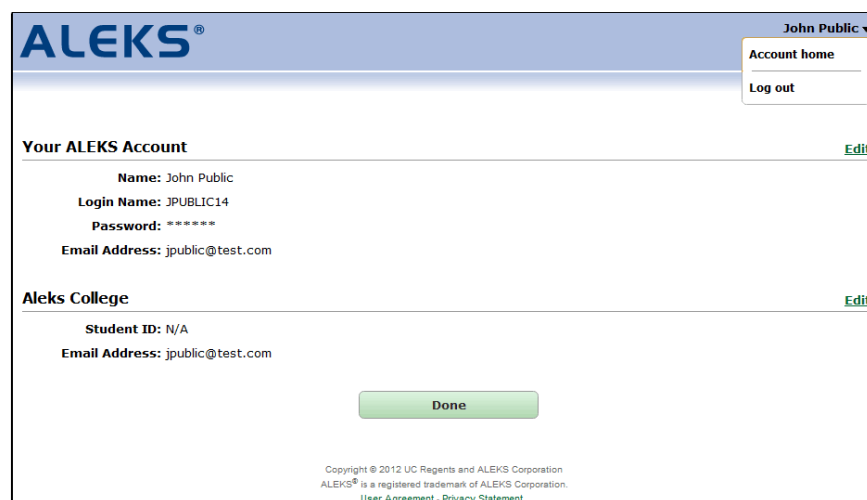 ALEKS®
John Public
Account home
Log out
Your ALEKS Account
Edit
Name: John Public
Login Name: JPUBLIC14
Password: ******
Email Address: jpublic@test.com
Aleks College
Edit
Student ID: N/A
Email Address: jpublic@test.com
Done
Copyright © 2012 UC Regents and ALEKS Corporation
ALEKS® is a registered trademark of ALEKS Corporation.
User Agreement - Privacy Statement